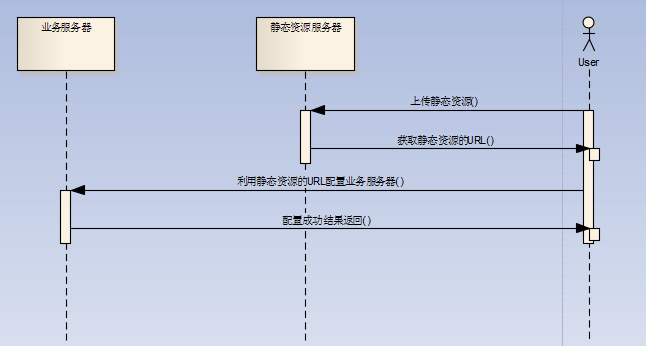 业务服务器
静态资源服务器
User
上传静态资源()
获取静态资源的URL()
利用静态资源的URL配置业务服务器()
配置成功结果返回()